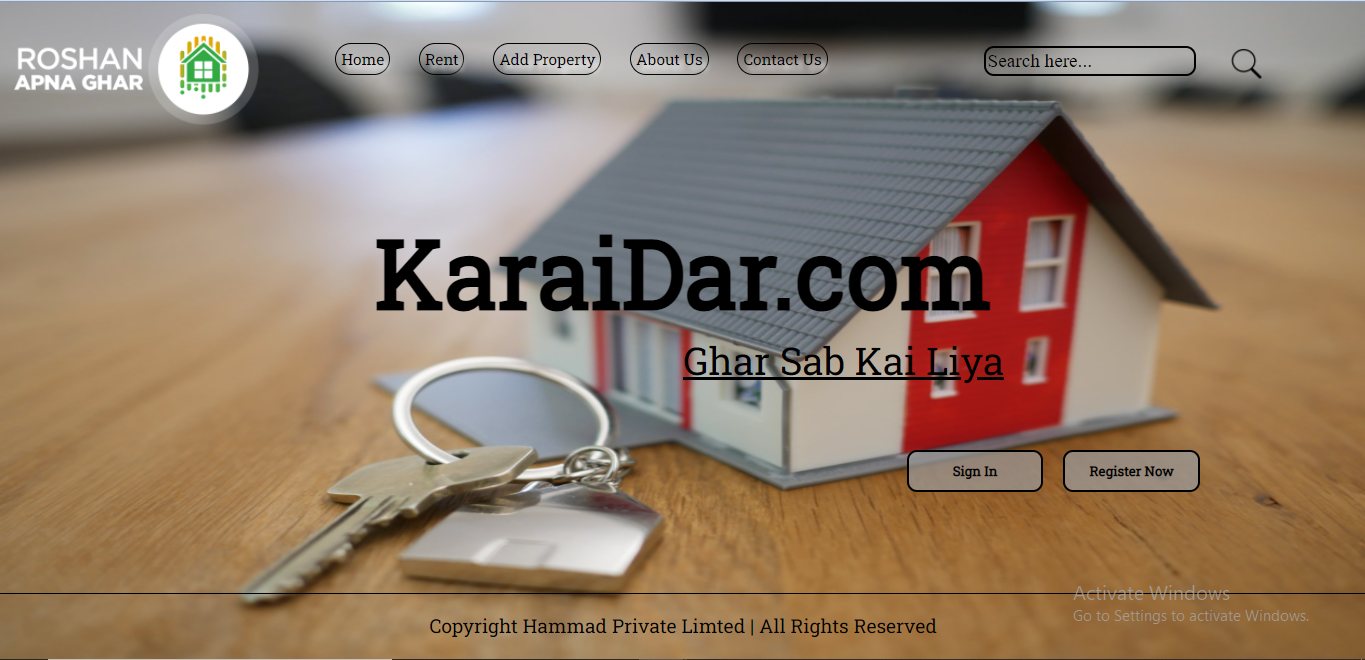 ROSHAN
APNA GHAR
Home Rent Add Property About Us Contact Us Search here...
KaraiDar.com
Ghar Sab Kai Liya
Sign In Register Now
Activate Windows
Go to Settings to activate Windows.
Copyright Hammad Private Limted | All Rights Reserved